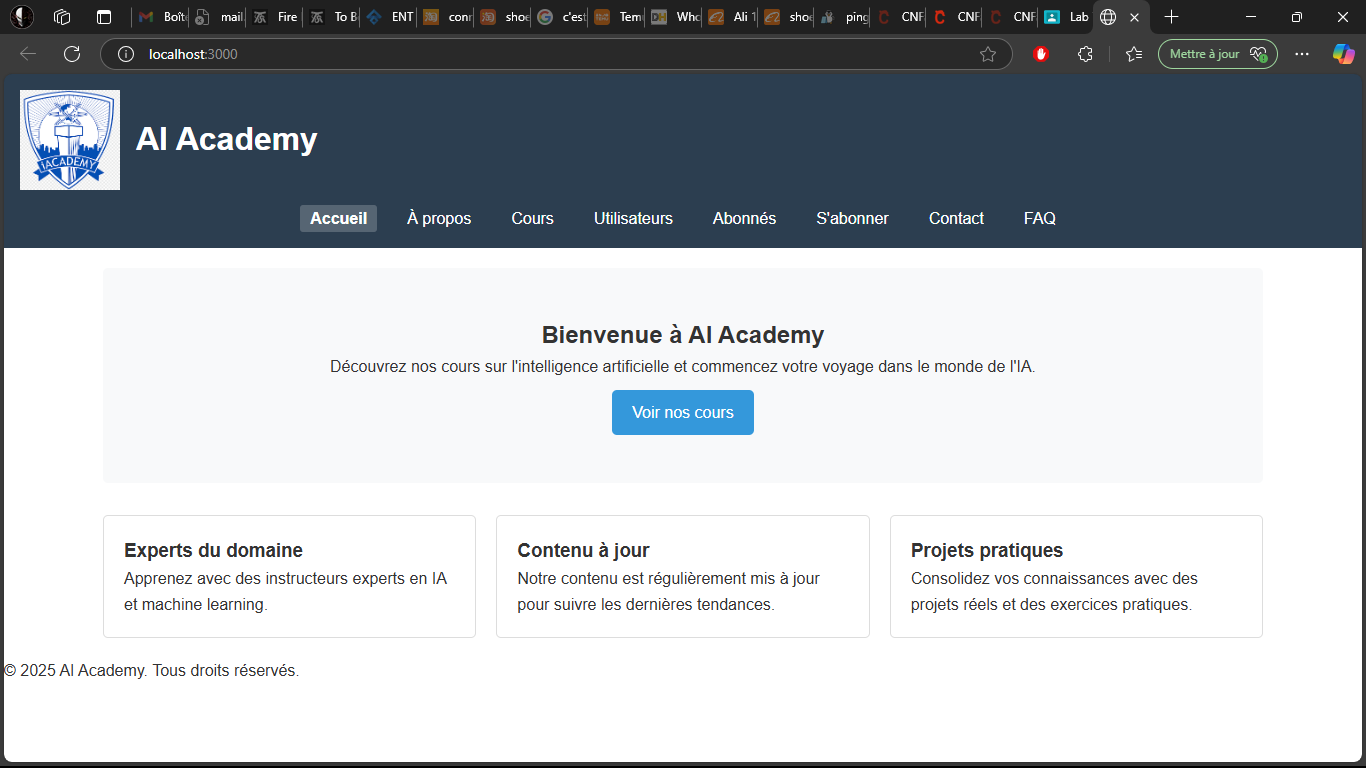 Boît
mail
Fire
To B
ENT
conr
shoe
c'est
Tem
Who
Ali 1
shoe
ping
CNF
CNF
CNF
Lab
localhost:3000
Mettre à jour
IACADEMY
AI Academy
Accueil
À propos
Cours
Utilisateurs
Abonnés
S'abonner
Contact
FAQ
Bienvenue à AI Academy
Découvrez nos cours sur l'intelligence artificielle et commencez votre voyage dans le monde de l'IA.
Voir nos cours
Experts du domaine
Apprenez avec des instructeurs experts en IA
et machine learning.
Contenu à jour
Notre contenu est régulièrement mis à jour
pour suivre les dernières tendances.
Projets pratiques
Consolidez vos connaissances avec des
projets réels et des exercices pratiques.
© 2025 AI Academy. Tous droits réservés.